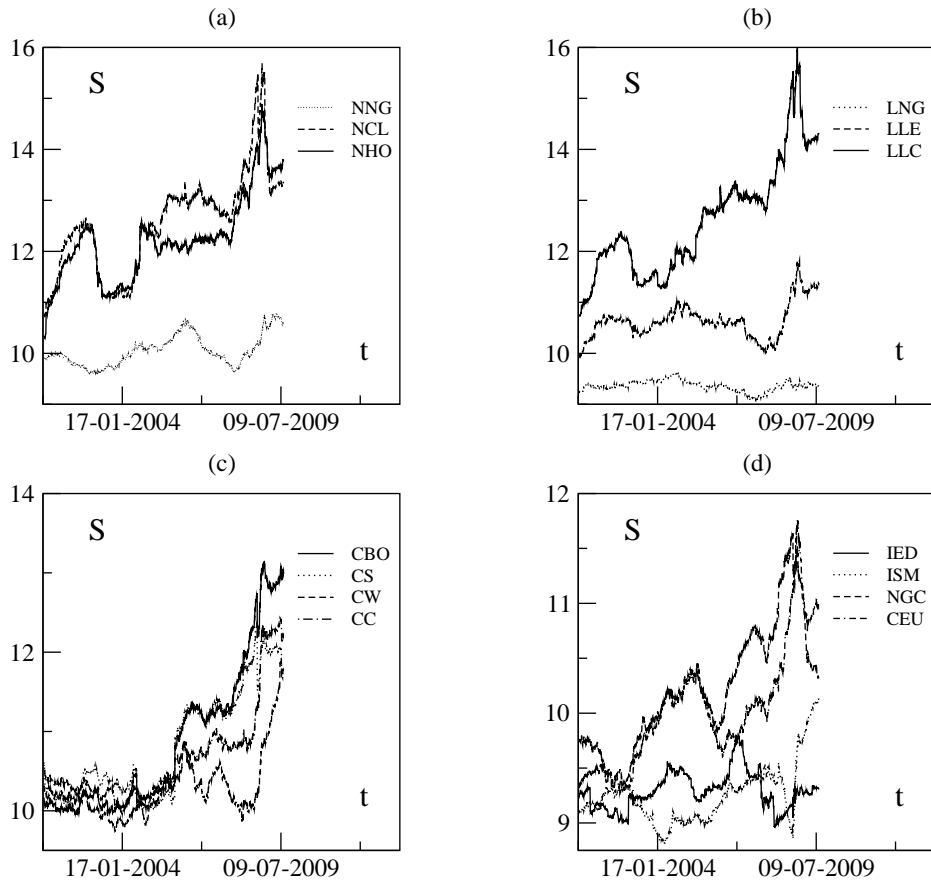 (a)
16
14
12
10
S
NNG
NCL
NHO
t
17-01-2004
09-07-2009
(b)
16
14
12
10
S
LNG
LLE
LLC
t
17-01-2004
09-07-2009
(c)
14
12
10
S
CBO
CS
CW
CC
t
17-01-2004
09-07-2009
(d)
12
11
10
9
S
IED
ISM
NGC
CEU
t
17-01-2004
09-07-2009